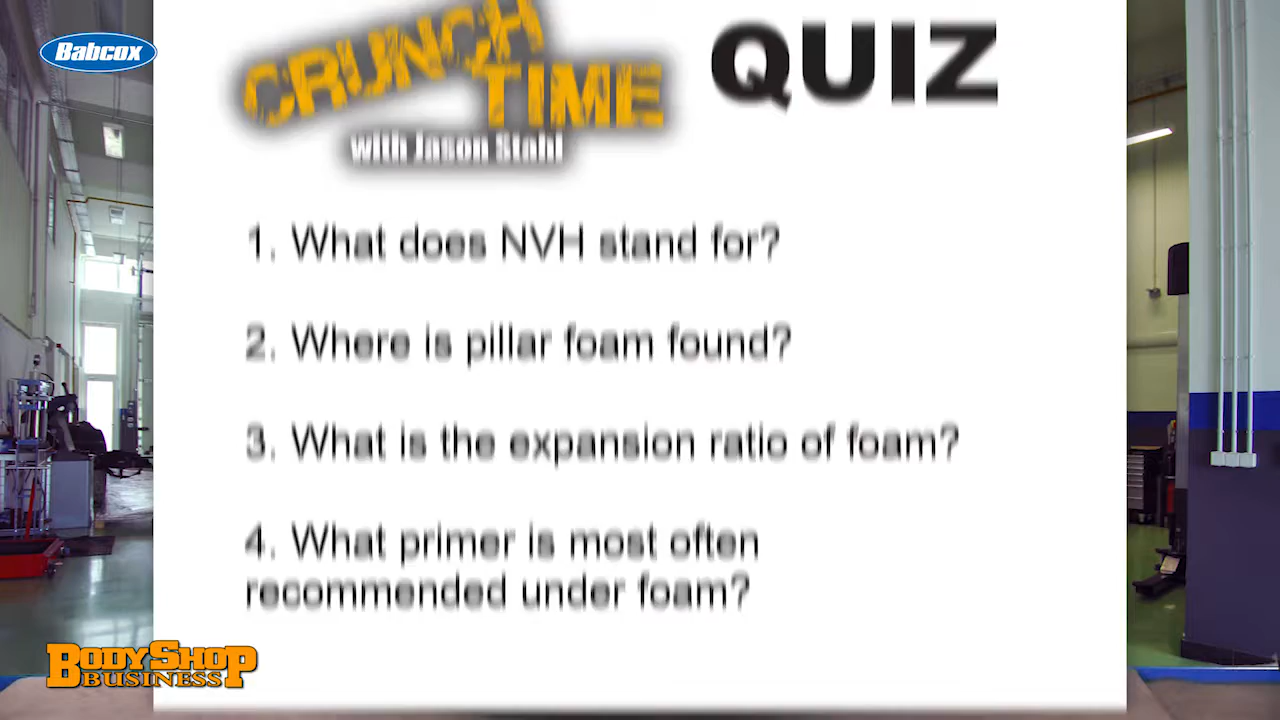 Babcox
CRUNCH
TIME
with Jason Stahl
QUIZ
1. What does NVH stand for?
2. Where is pillar foam found?
3. What is the expansion ratio of foam?
4. What primer is most often
recommended under foam?
BODYSHOP
BUSINESS